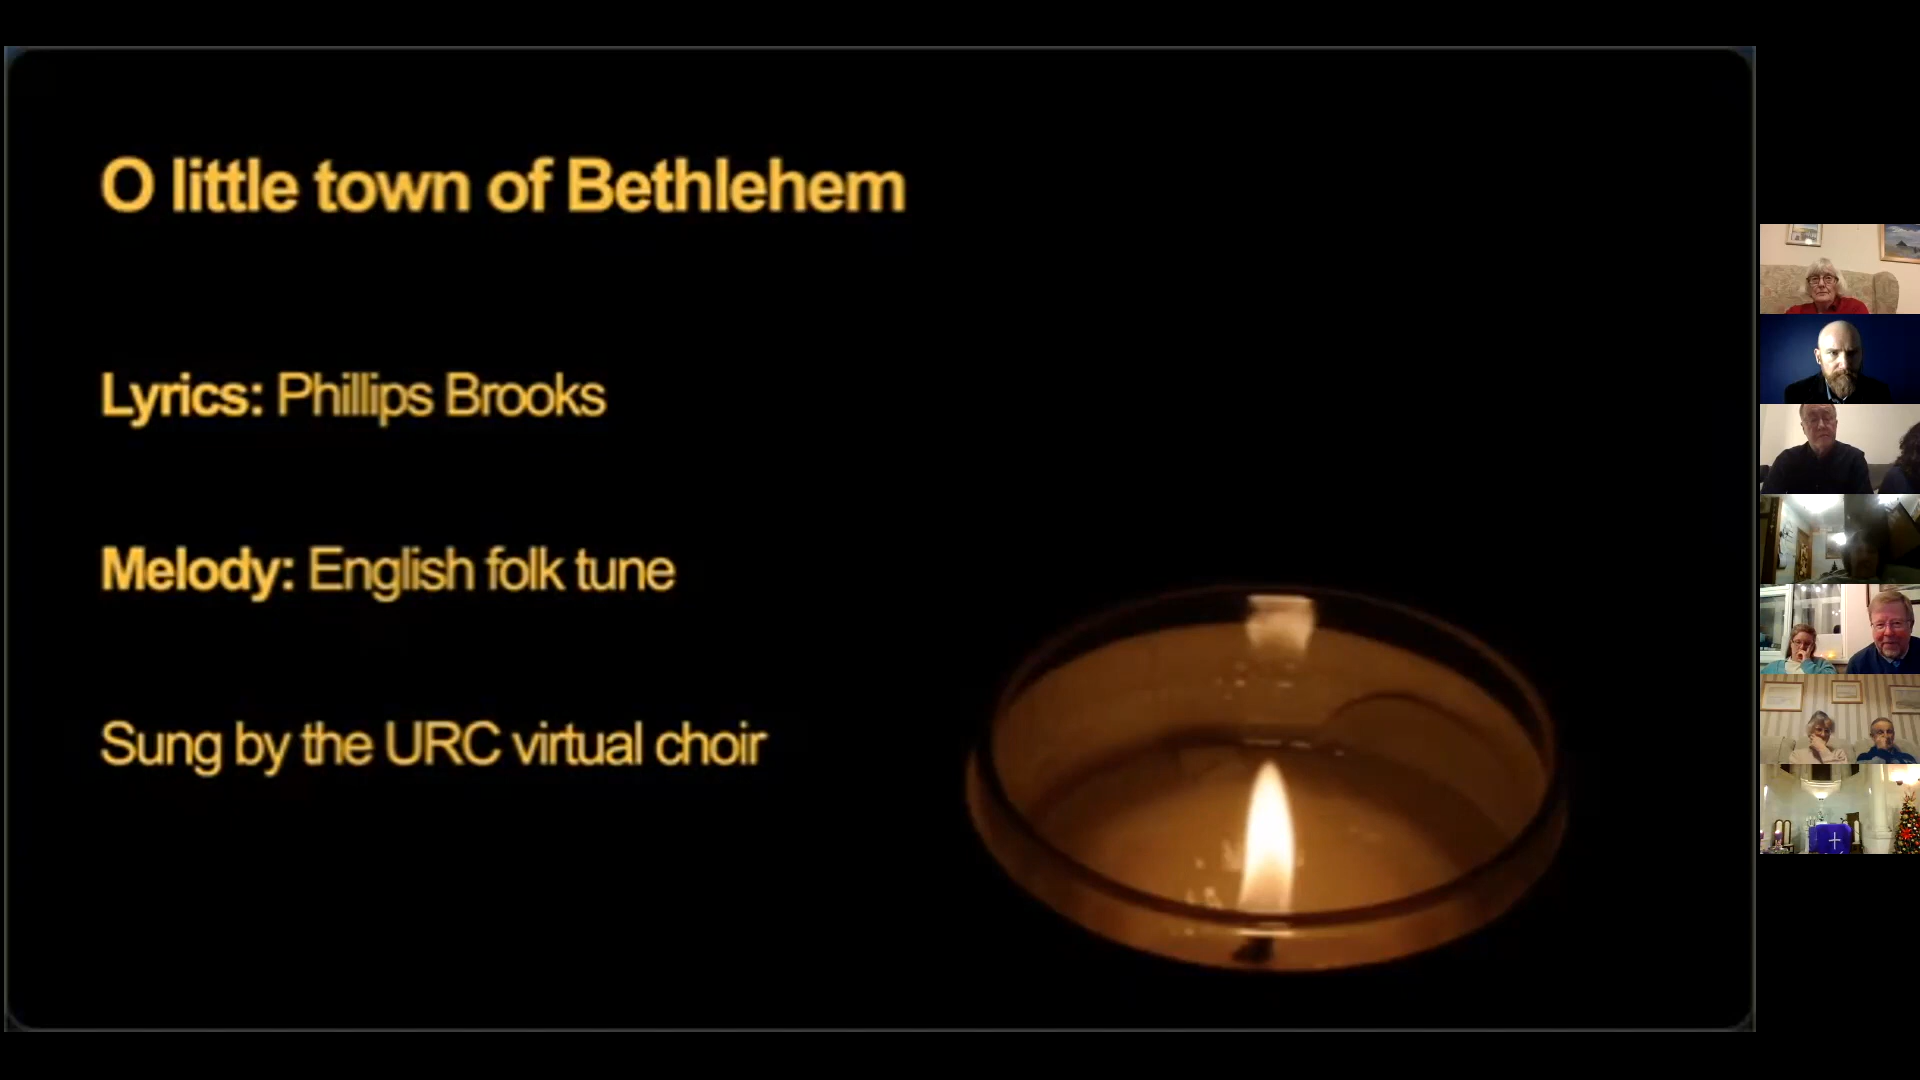 O little town of Bethlehem
Lyrics: Phillips Brooks
Melody: English folk tune
Sung by the URC virtual choir